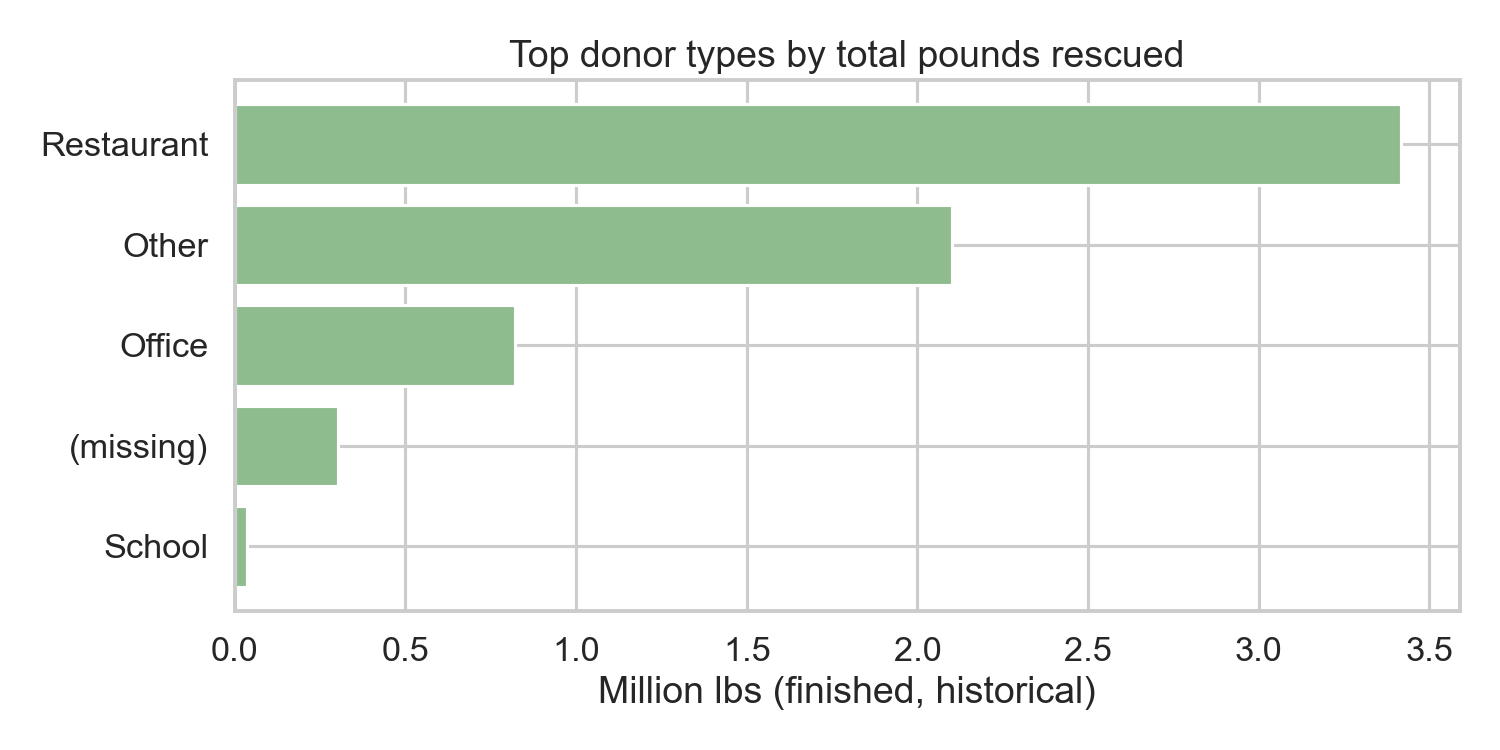 Top donor types by total pounds rescued
Restaurant
Other
Office
(missing)
School
0.0 0.5 1.0 1.5 2.0 2.5 3.0 3.5
Million lbs (finished, historical)